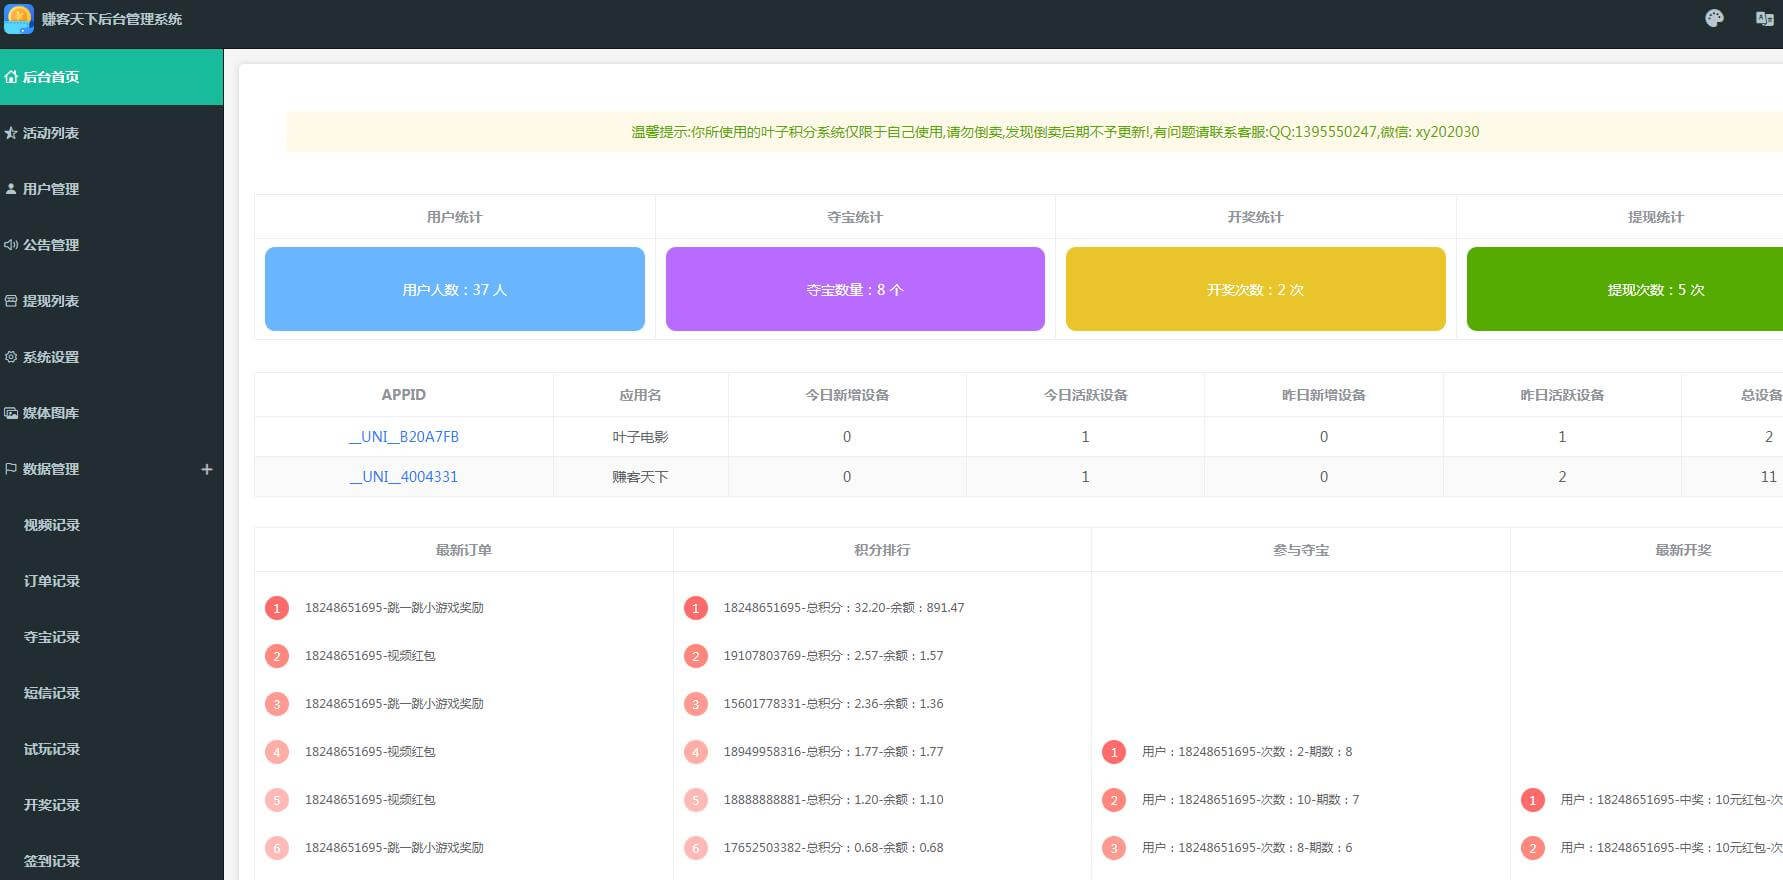 赚客天下后台管理系统
后台首页
活动列表
用户管理
公告管理
提现列表
系统设置
媒体图库
数据管理 +
视频记录
订单记录
夺宝记录
短信记录
试玩记录
开奖记录
签到记录
温馨提示:你所使用的叶子积分系统仅限于自己使用,请勿倒卖,发现倒卖后期不予更新!,有问题请联系客服:QQ:1395550247,微信: xy202030
用户统计 夺宝统计 开奖统计 提现统计
用户人数：37 人 夺宝数量：8 个 开奖次数：2 次 提现次数：5 次
APPID 应用名 今日新增设备 今日活跃设备 昨日新增设备 昨日活跃设备 总设备
__UNI__B20A7FB 叶子电影 0 1 0 1 2
__UNI__4004331 赚客天下 0 1 0 2 11
最新订单 积分排行 参与夺宝 最新开奖
1 18248651695-跳一跳小游戏奖励
2 18248651695-视频红包
3 18248651695-跳一跳小游戏奖励
4 18248651695-视频红包
5 18248651695-视频红包
6 18248651695-跳一跳小游戏奖励
1 18248651695-总积分：32.20-余额：891.47
2 19107803769-总积分：2.57-余额：1.57
3 15601778331-总积分：2.36-余额：1.36
4 18949958316-总积分：1.77-余额：1.77
5 18888888881-总积分：1.20-余额：1.10
6 17652503382-总积分：0.68-余额：0.68
1 用户：18248651695-次数：2-期数：8
2 用户：18248651695-次数：10-期数：7
3 用户：18248651695-次数：8-期数：6
1 用户：18248651695-中奖：10元红包-次
2 用户：18248651695-中奖：10元红包-次